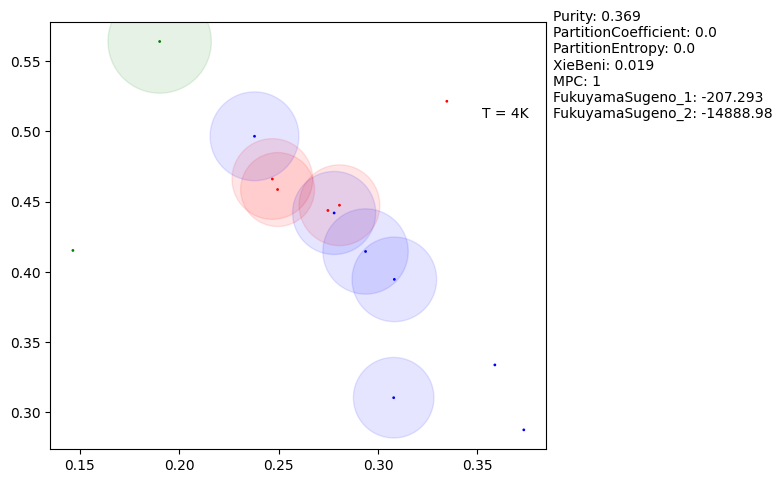 Purity: 0.369
PartitionCoefficient: 0.0
PartitionEntropy: 0.0
XieBeni: 0.019
MPC: 1
FukuyamaSugeno_1: -207.293
FukuyamaSugeno_2: -14888.98
T = 4K
0.55
0.50
0.45
0.40
0.35
0.30
0.15 0.20 0.25 0.30 0.35